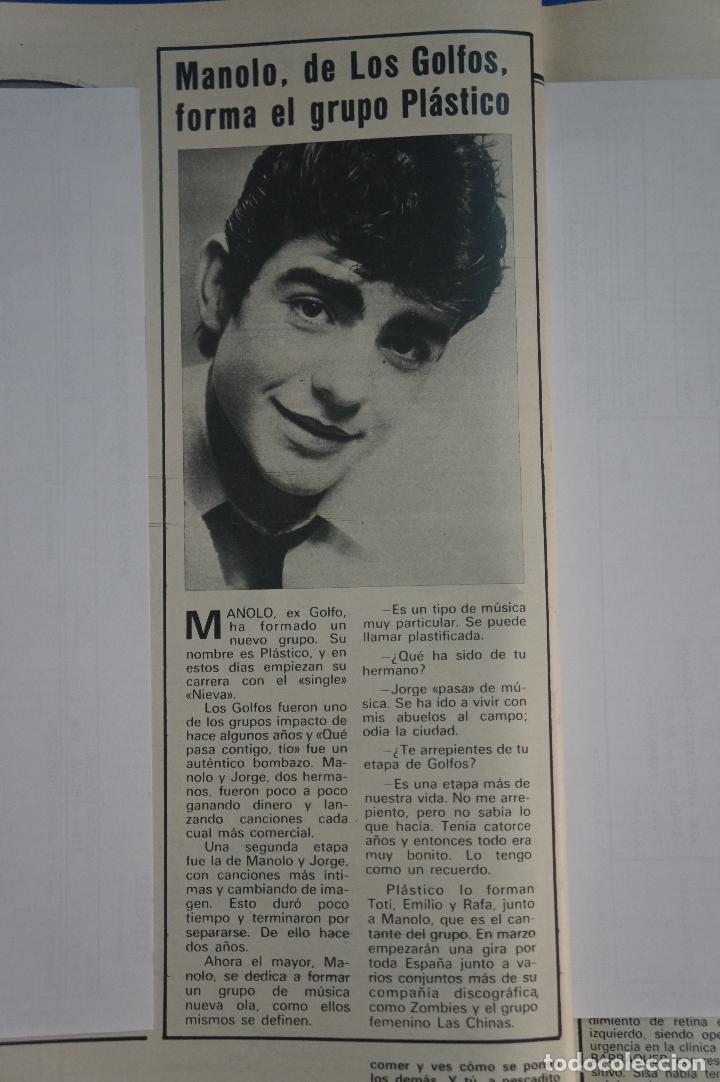 Manolo, de Los Golfos,
forma el grupo Plástico
MANOLO, ex Golfo,
ha formado un
nuevo grupo. Su
nombre es Plástico, y en
estos días empiezan su
carrera con el «single»
«Nieva».
Los Golfos fueron uno
de los grupos impacto de
hace algunos años y «Qué
pasa contigo, tío» fue un
auténtico bombazo. Ma-
nolo y Jorge, dos herma-
nos, fueron poco a poco
ganando dinero y lan-
zando canciones cada
cual más comercial.
Una segunda etapa
fue la de Manolo y Jorge,
con canciones más ínti-
mas y cambiando de ima-
gen. Esto duró poco
tiempo y terminaron por
separarse. De ello hace
dos años.
Ahora el mayor, Ma-
nolo, se dedica a formar
un grupo de música
nueva ola, como ellos
mismos se definen.
—Es un tipo de música
muy particular. Se puede
llamar plastificada.
—¿Qué ha sido de tu
hermano?
—Jorge «pasa» de mú-
sica. Se ha ido a vivir con
mis abuelos al campo;
odia la ciudad.
—¿Te arrepientes de tu
etapa de Golfos?
—Es una etapa más de
nuestra vida. No me arre-
piento, pero no sabía lo
que hacía. Tenía catorce
años y entonces todo era
muy bonito. Lo tengo
como un recuerdo.
Plástico lo forman
Toti, Emilio y Rafa, junto
a Manolo, que es el can-
tante del grupo. En marzo
empezarán una gira por
toda España junto a va-
rios conjuntos más de su
compañía discográfica,
como Zombies y el grupo
femenino Las Chinas.
dimiento de retina
izquierdo, siendo ope
urgencia en la clínica
BARRAQUER
sitivo. Sisa había ter
comer y ves cómo se pon
los demás. Y tú, a pescadito
todocoleccion